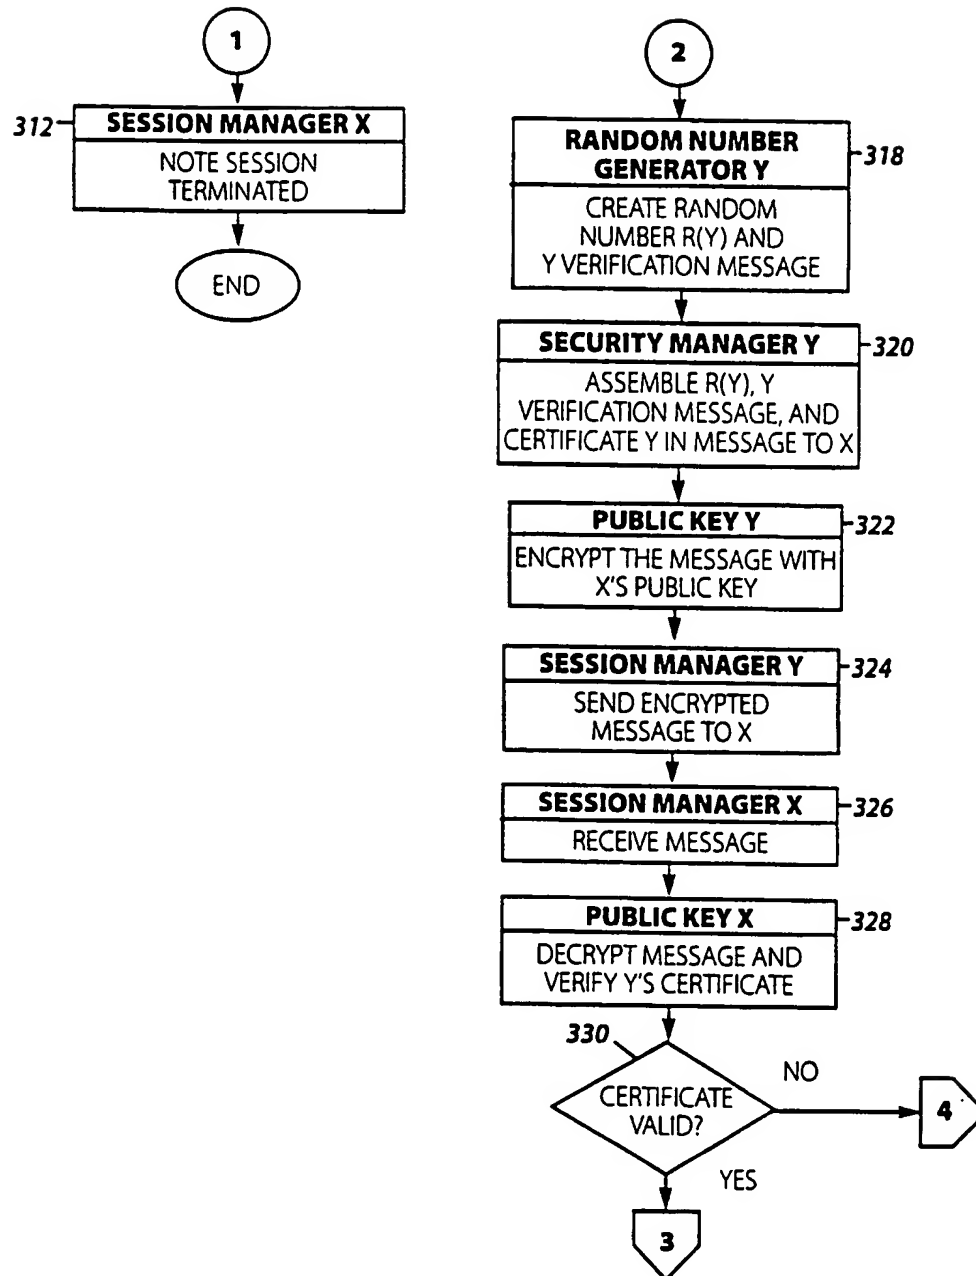 1
312
SESSION MANAGER X
NOTE SESSION
TERMINATED
END
2
RANDOM NUMBER
GENERATOR Y
318
CREATE RANDOM
NUMBER R(Y) AND
Y VERIFICATION MESSAGE
SECURITY MANAGER Y
320
ASSEMBLE R(Y), Y
VERIFICATION MESSAGE, AND
CERTIFICATE Y IN MESSAGE TO X
PUBLIC KEY Y
322
ENCRYPT THE MESSAGE WITH
X'S PUBLIC KEY
SESSION MANAGER Y
324
SEND ENCRYPTED
MESSAGE TO X
SESSION MANAGER X
326
RECEIVE MESSAGE
PUBLIC KEY X
328
DECRYPT MESSAGE AND
VERIFY Y'S CERTIFICATE
330
CERTIFICATE
VALID?
NO
4
YES
3